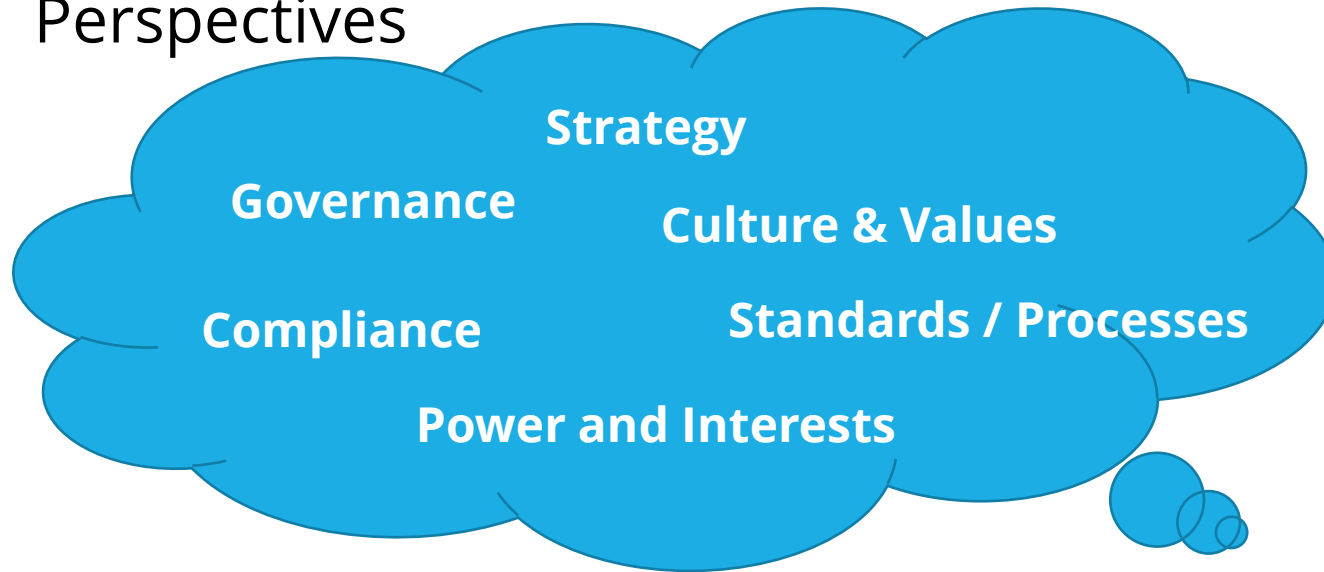 Perspectives
Strategy
Governance
Culture & Values
Standards / Processes
Compliance
Power and Interests